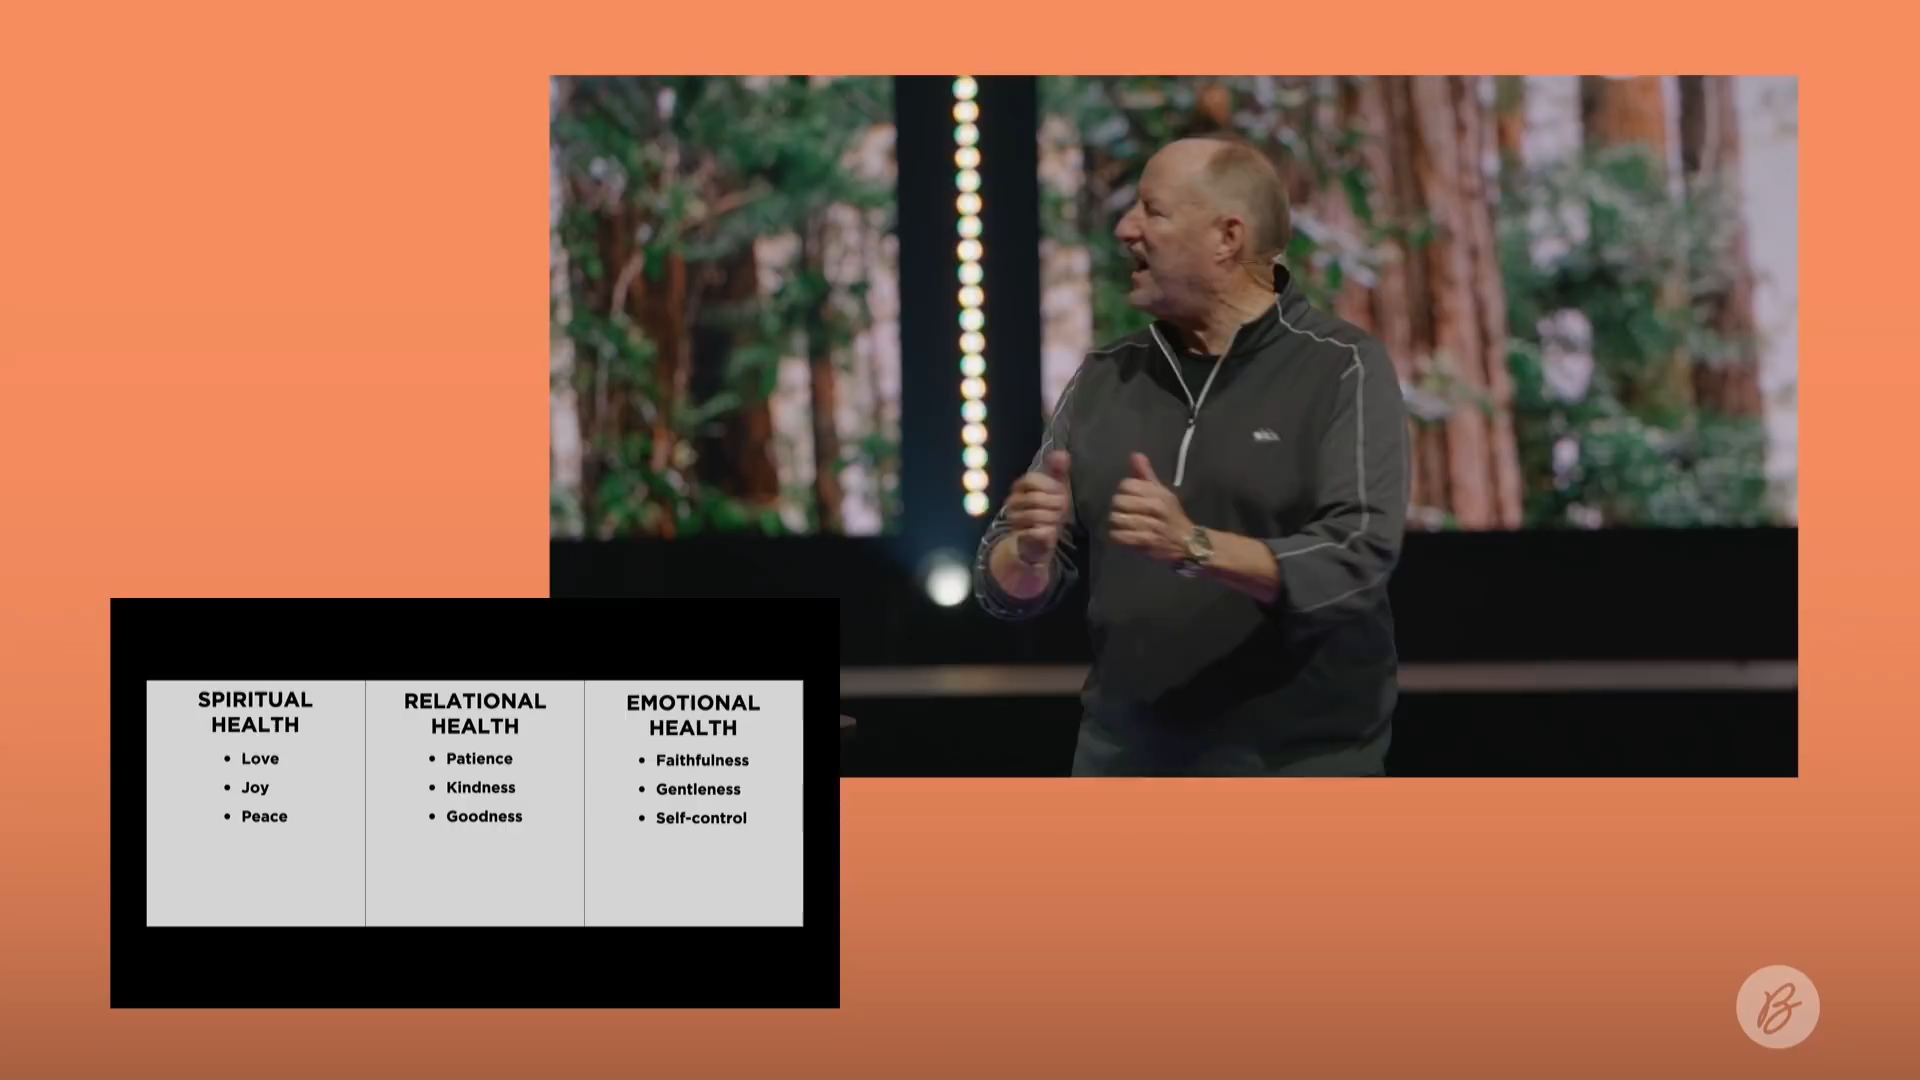 SPIRITUAL
HEALTH
• Love
• Joy
• Peace
RELATIONAL
HEALTH
• Patience
• Kindness
• Goodness
EMOTIONAL
HEALTH
• Faithfulness
• Gentleness
• Self-control
B